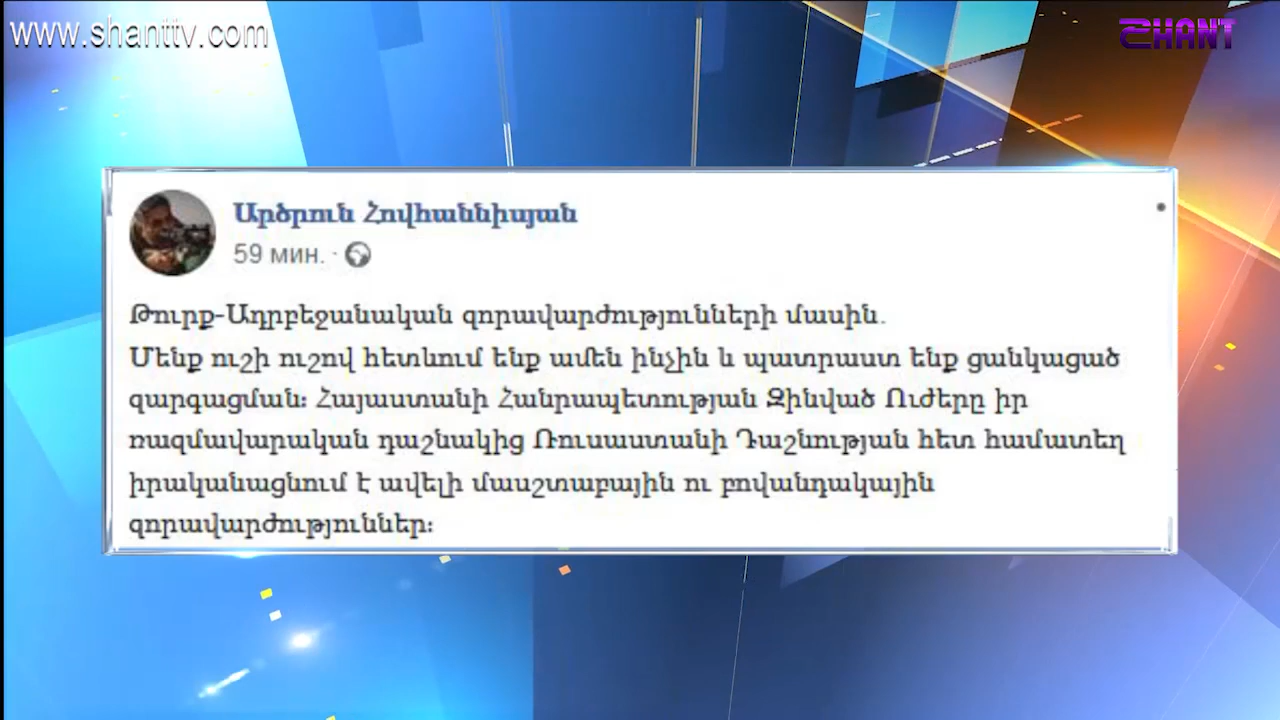 www.shanttv.com
SHANT
Արծրուն Հովհաննիսյան
59 мин. ·
Թուրք-Ադրբեջանական զորավարժությունների մասին.
Մենք ուշի ուշով հետևում ենք ամեն ինչին և պատրաստ ենք ցանկացած
զարգացման։ Հայաստանի Հանրապետության Զինված Ուժերը իր
ռազմավարական դաշնակից Ռուսաստանի Դաշնության հետ համատեղ
իրականացնում է ավելի մասշտաբային ու բովանդակային
զորավարժություններ։